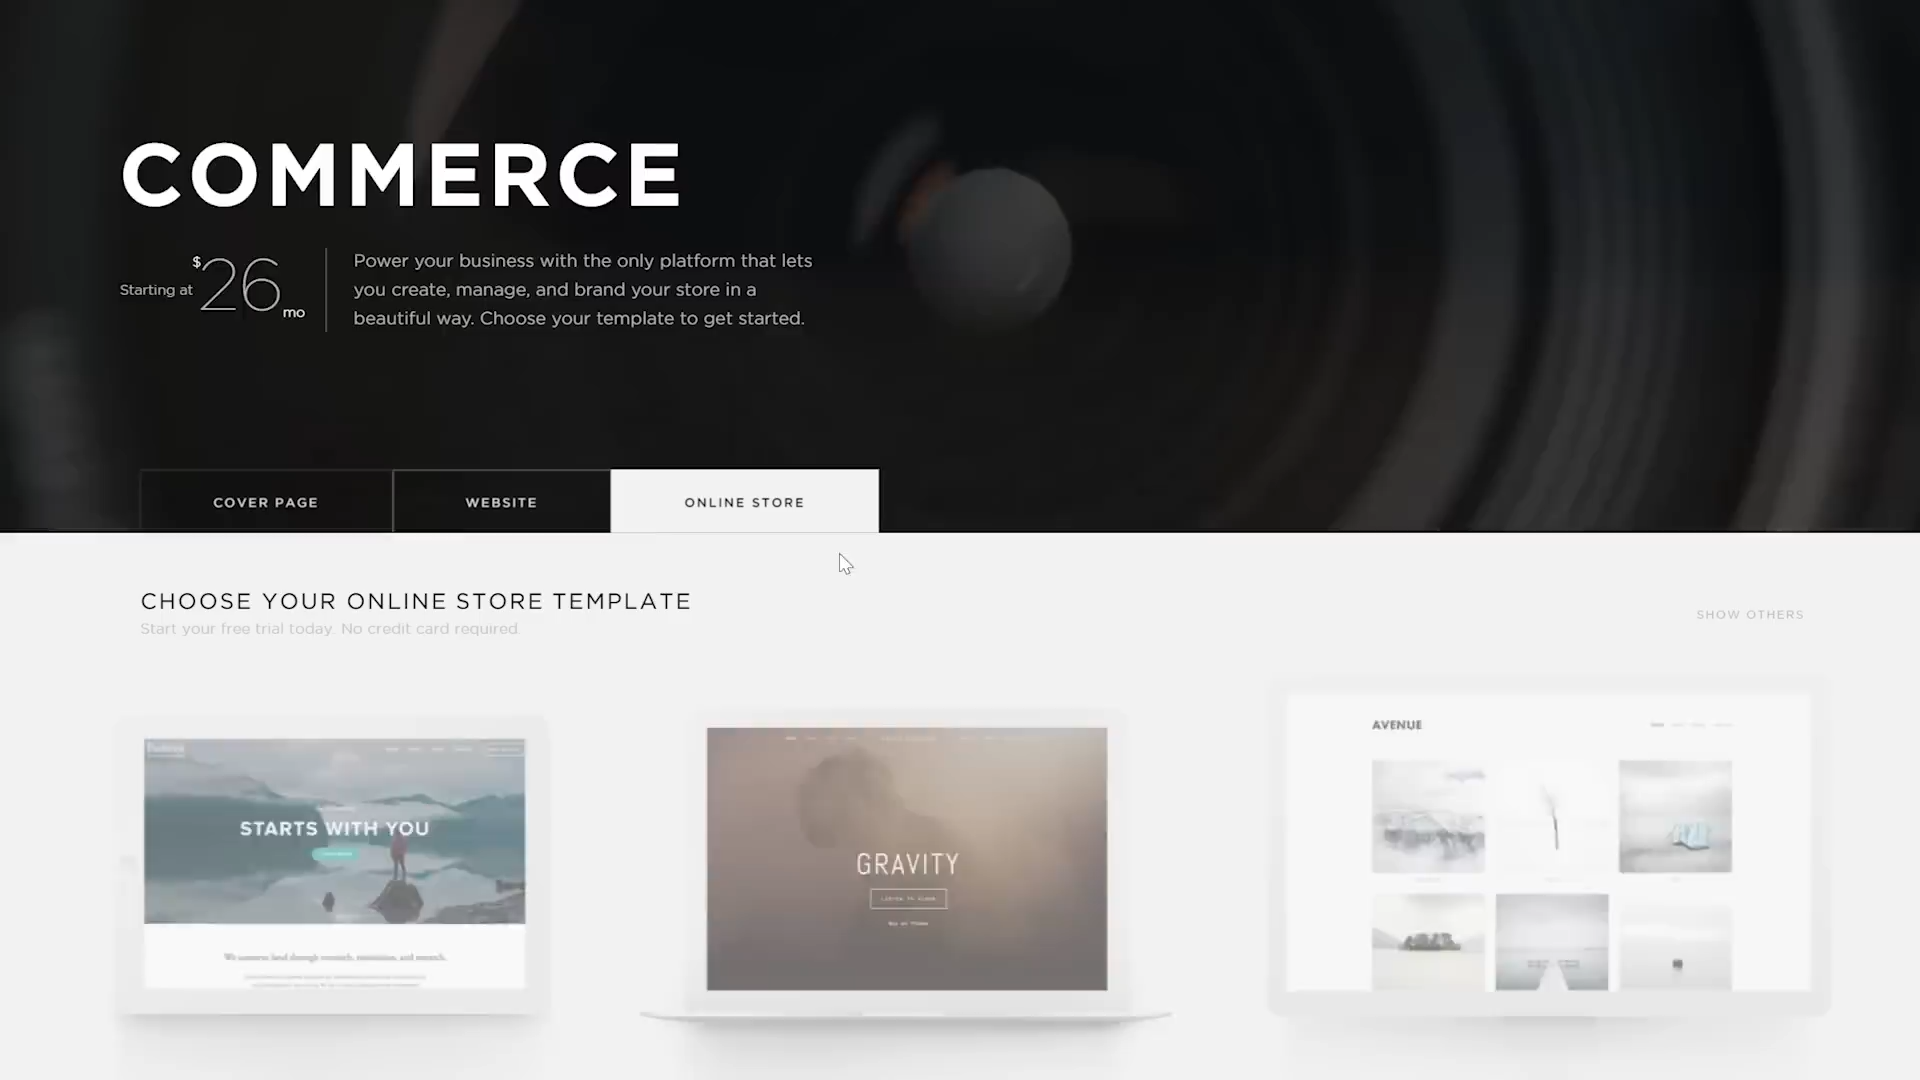 COMMERCE
Starting at $26 mo
Power your business with the only platform that lets
you create, manage, and brand your store in a
beautiful way. Choose your template to get started.
COVER PAGE
WEBSITE
ONLINE STORE
CHOOSE YOUR ONLINE STORE TEMPLATE
Start your free trial today. No credit card required.
SHOW OTHERS
STARTS WITH YOU
GRAVITY
AVENUE